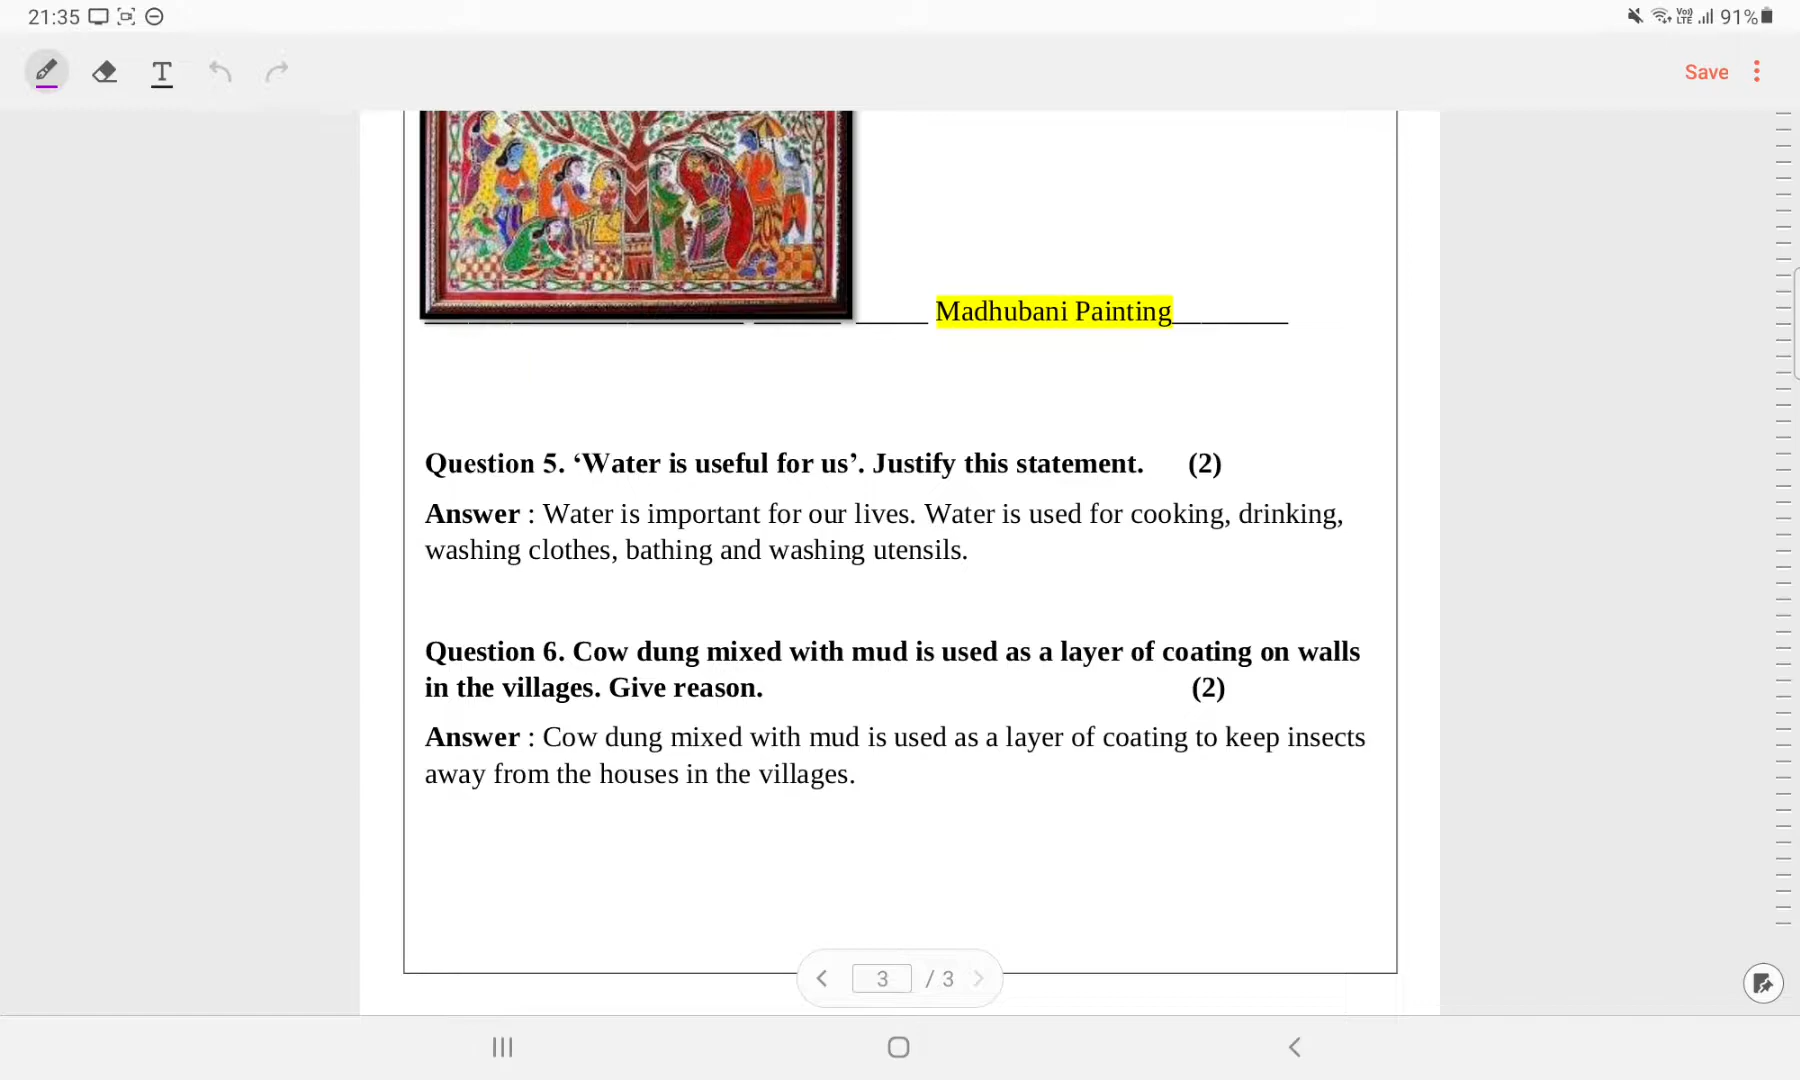 21:35
Vo)) LTE 91%
T
Save
Madhubani Painting
Question 5. ‘Water is useful for us’. Justify this statement. (2)
Answer : Water is important for our lives. Water is used for cooking, drinking,
washing clothes, bathing and washing utensils.
Question 6. Cow dung mixed with mud is used as a layer of coating on walls
in the villages. Give reason. (2)
Answer : Cow dung mixed with mud is used as a layer of coating to keep insects
away from the houses in the villages.
3 / 3